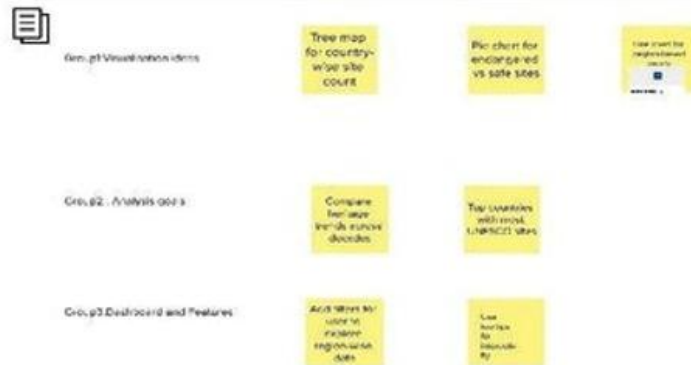 Group1:Visualisation ideas
Tree map
for country-
wise site
count
Pie chart for
endangered
vs safe sites
Group2 : Analysis goals
Compare
heritage
trends across
decades
Top countries
with most
UNESCO sites
Group3.Dashboard and Features
Add filters for
user to
explore
region-wise
data